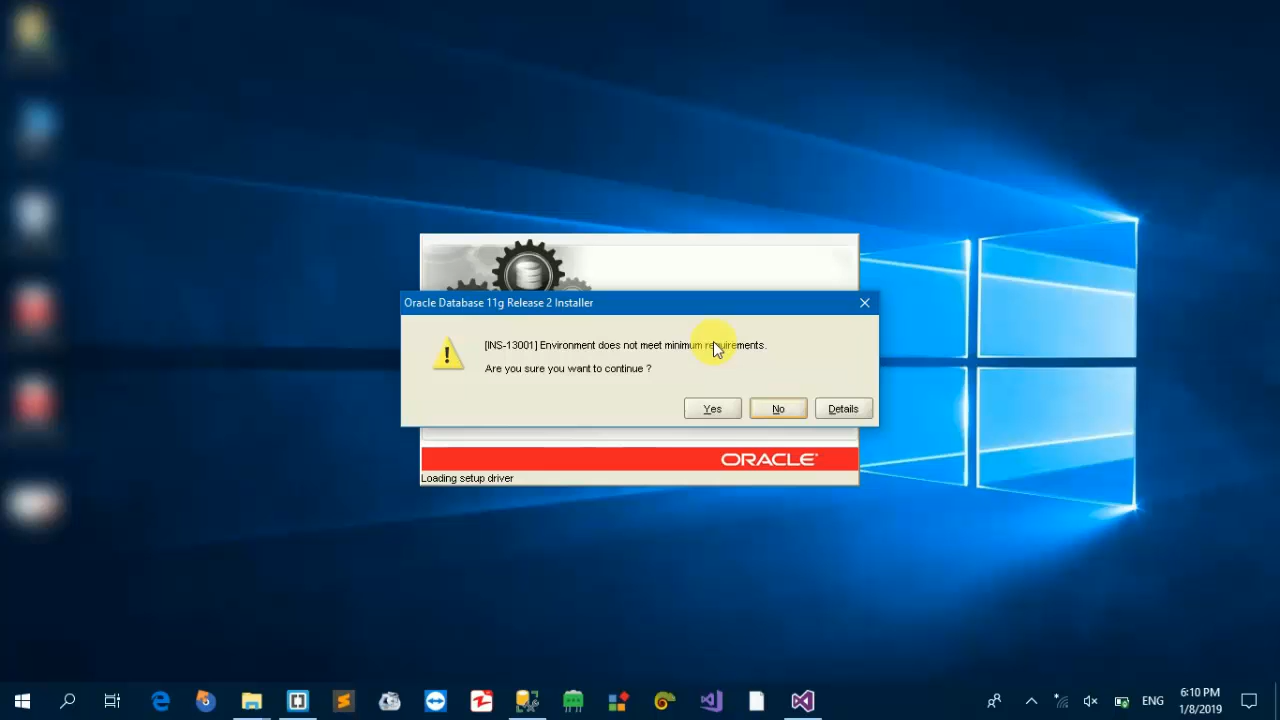 Oracle Database 11g Release 2 Installer
[INS-13001] Environment does not meet minimum requirements.
Are you sure you want to continue ?
Yes No Details
ORACLE
Loading setup driver
ENG
6:10 PM
1/8/2019